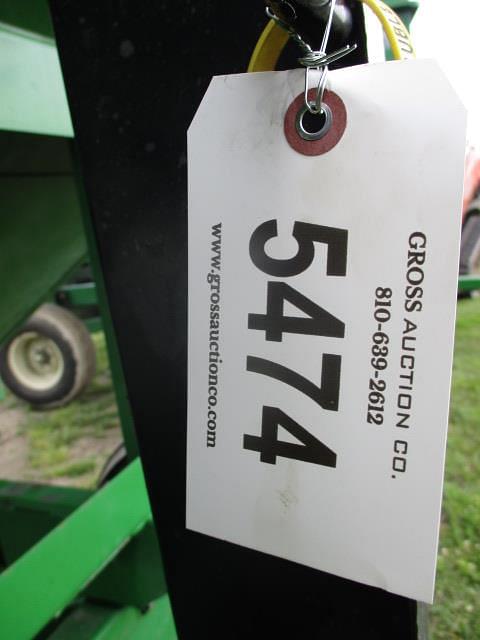 GROSS AUCTION CO.
810-639-2612
5474
www.grossauctionco.com